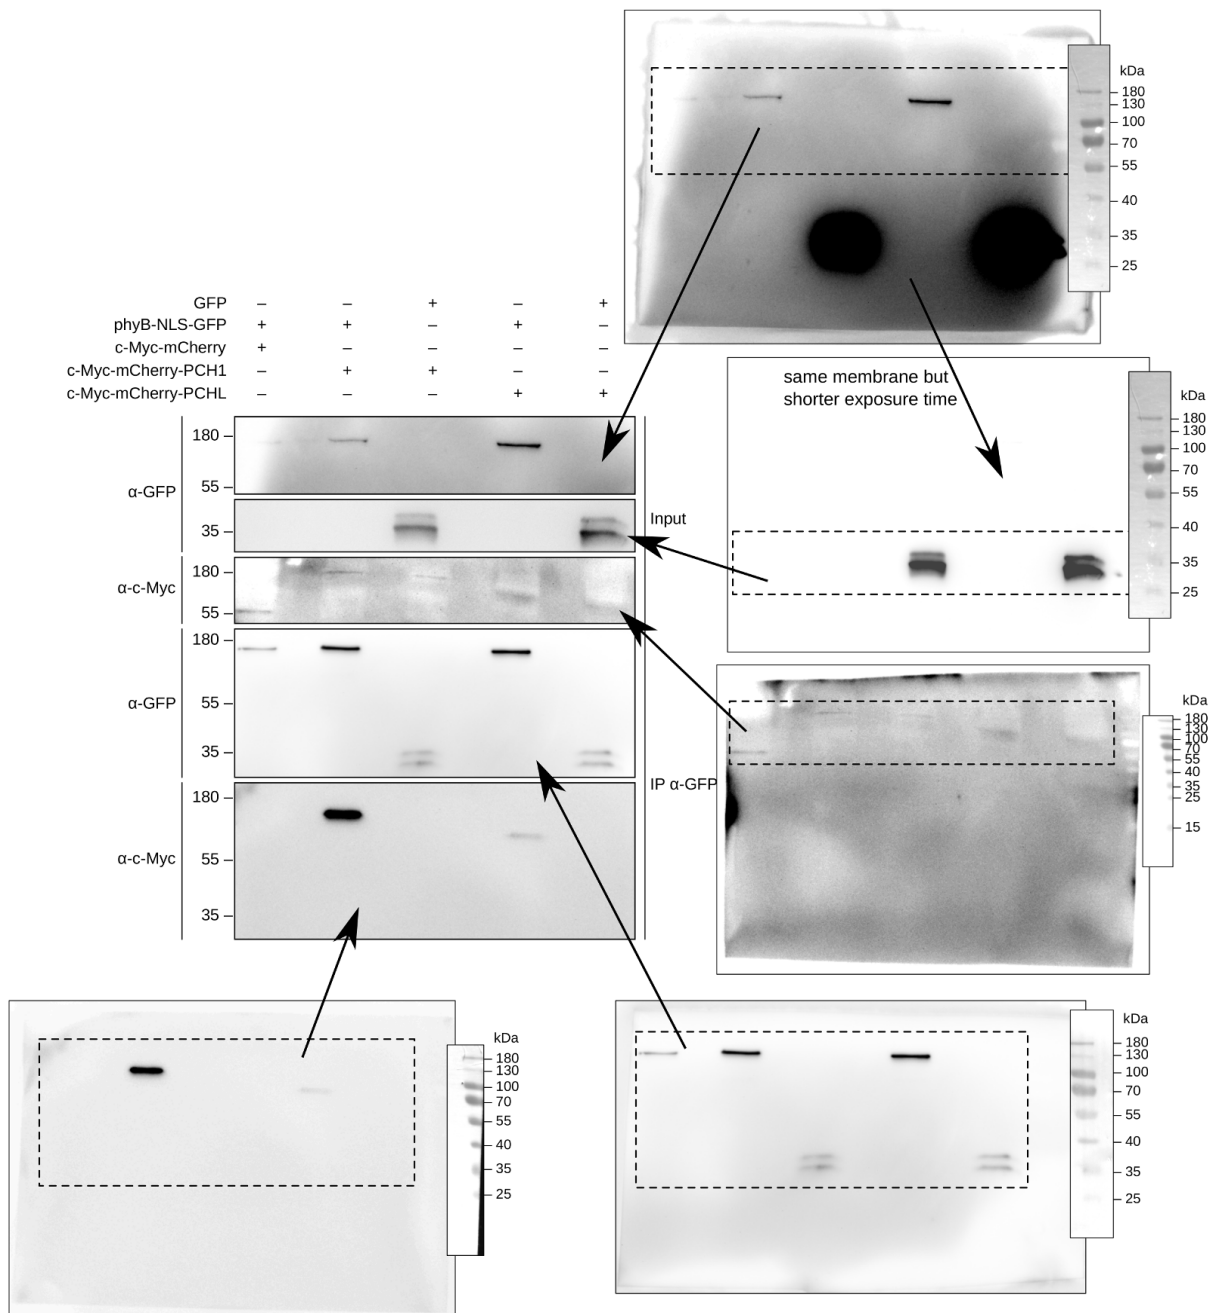 kDa
180
130
100
70
55
40
35
25
GFP – – + – +
phyB-NLS-GFP + + – + –
c-Myc-mCherry + – – – –
c-Myc-mCherry-PCH1 – + + – –
c-Myc-mCherry-PCHL – – – + +
same membrane but
shorter exposure time
kDa
180
130
100
70
55
40
35
25
α-GFP
180
55
35
Input
α-c-Myc
180
55
α-GFP
180
55
35
IP α-GFP
α-c-Myc
180
55
35
kDa
180
130
100
70
55
40
35
25
15
kDa
180
130
100
70
55
40
35
25
kDa
180
130
100
70
55
40
35
25